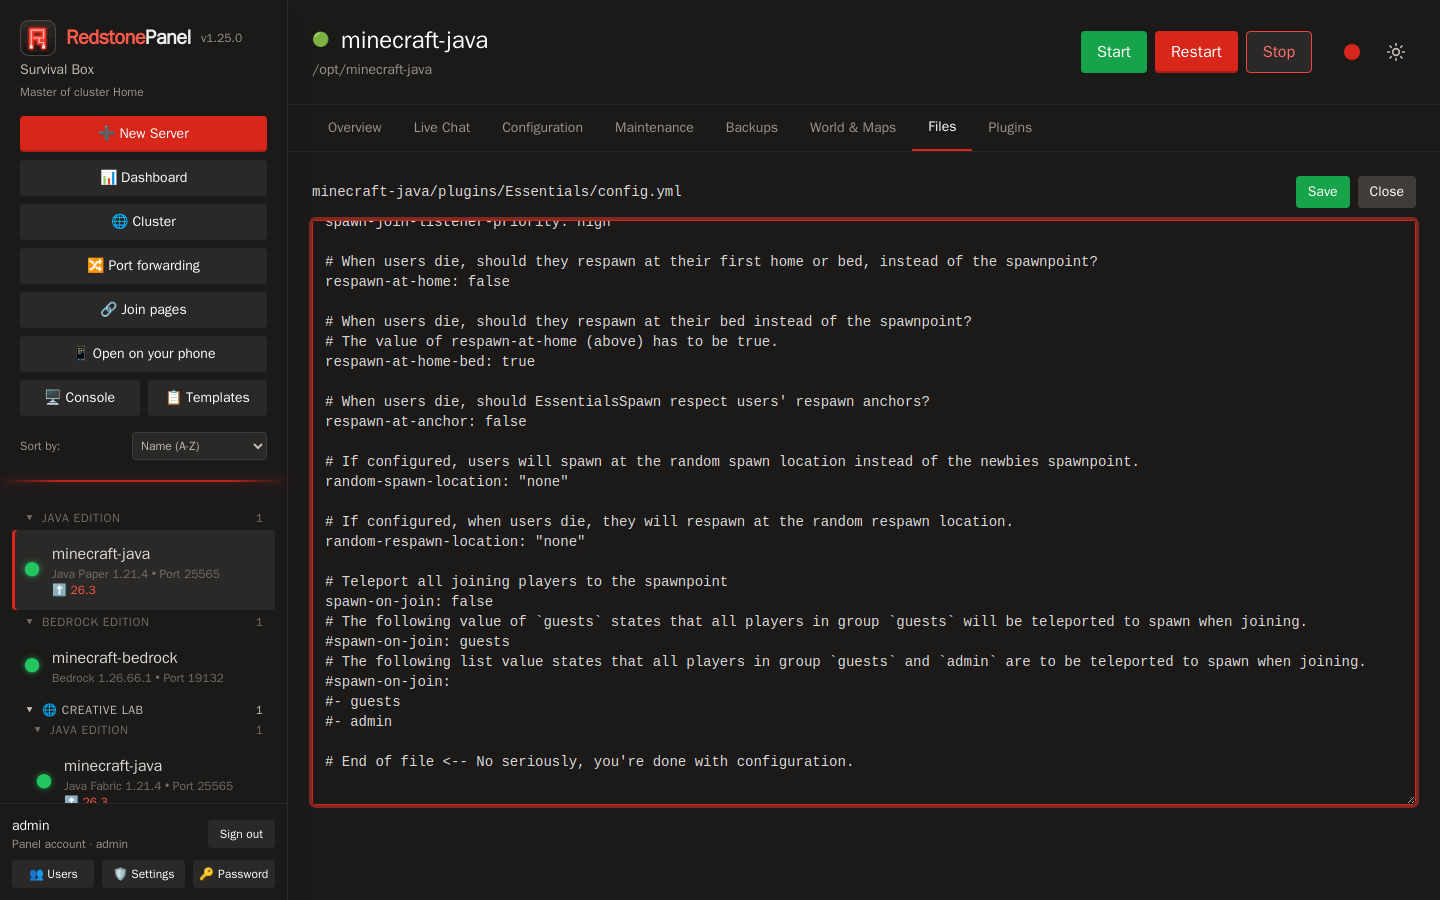 RedstonePanel v1.25.0
Survival Box
Master of cluster Home
➕ New Server
📊 Dashboard
🌐 Cluster
🔀 Port forwarding
🔗 Join pages
📱 Open on your phone
🖥️ Console
📋 Templates
Sort by:
Name (A-Z)
▼ JAVA EDITION 1
minecraft-java
Java Paper 1.21.4 • Port 25565
⬆️ 26.3
▼ BEDROCK EDITION 1
minecraft-bedrock
Bedrock 1.26.66.1 • Port 19132
▼ 🌐 CREATIVE LAB 1
▼ JAVA EDITION 1
minecraft-java
Java Fabric 1.21.4 • Port 25565
⬆️ 26.3
admin
Panel account · admin
Sign out
👥 Users
🛡️ Settings
🔑 Password
minecraft-java
/opt/minecraft-java
Start
Restart
Stop
Overview
Live Chat
Configuration
Maintenance
Backups
World & Maps
Files
Plugins
minecraft-java/plugins/Essentials/config.yml
Save
Close
spawn-join-listener-priority: high
# When users die, should they respawn at their first home or bed, instead of the spawnpoint?
respawn-at-home: false
# When users die, should they respawn at their bed instead of the spawnpoint?
# The value of respawn-at-home (above) has to be true.
respawn-at-home-bed: true
# When users die, should EssentialsSpawn respect users' respawn anchors?
respawn-at-anchor: false
# If configured, users will spawn at the random spawn location instead of the newbies spawnpoint.
random-spawn-location: "none"
# If configured, when users die, they will respawn at the random respawn location.
random-respawn-location: "none"
# Teleport all joining players to the spawnpoint
spawn-on-join: false
# The following value of `guests` states that all players in group `guests` will be teleported to spawn when joining.
#spawn-on-join: guests
# The following list value states that all players in group `guests` and `admin` are to be teleported to spawn when joining.
#spawn-on-join:
#- guests
#- admin
# End of file <-- No seriously, you're done with configuration.